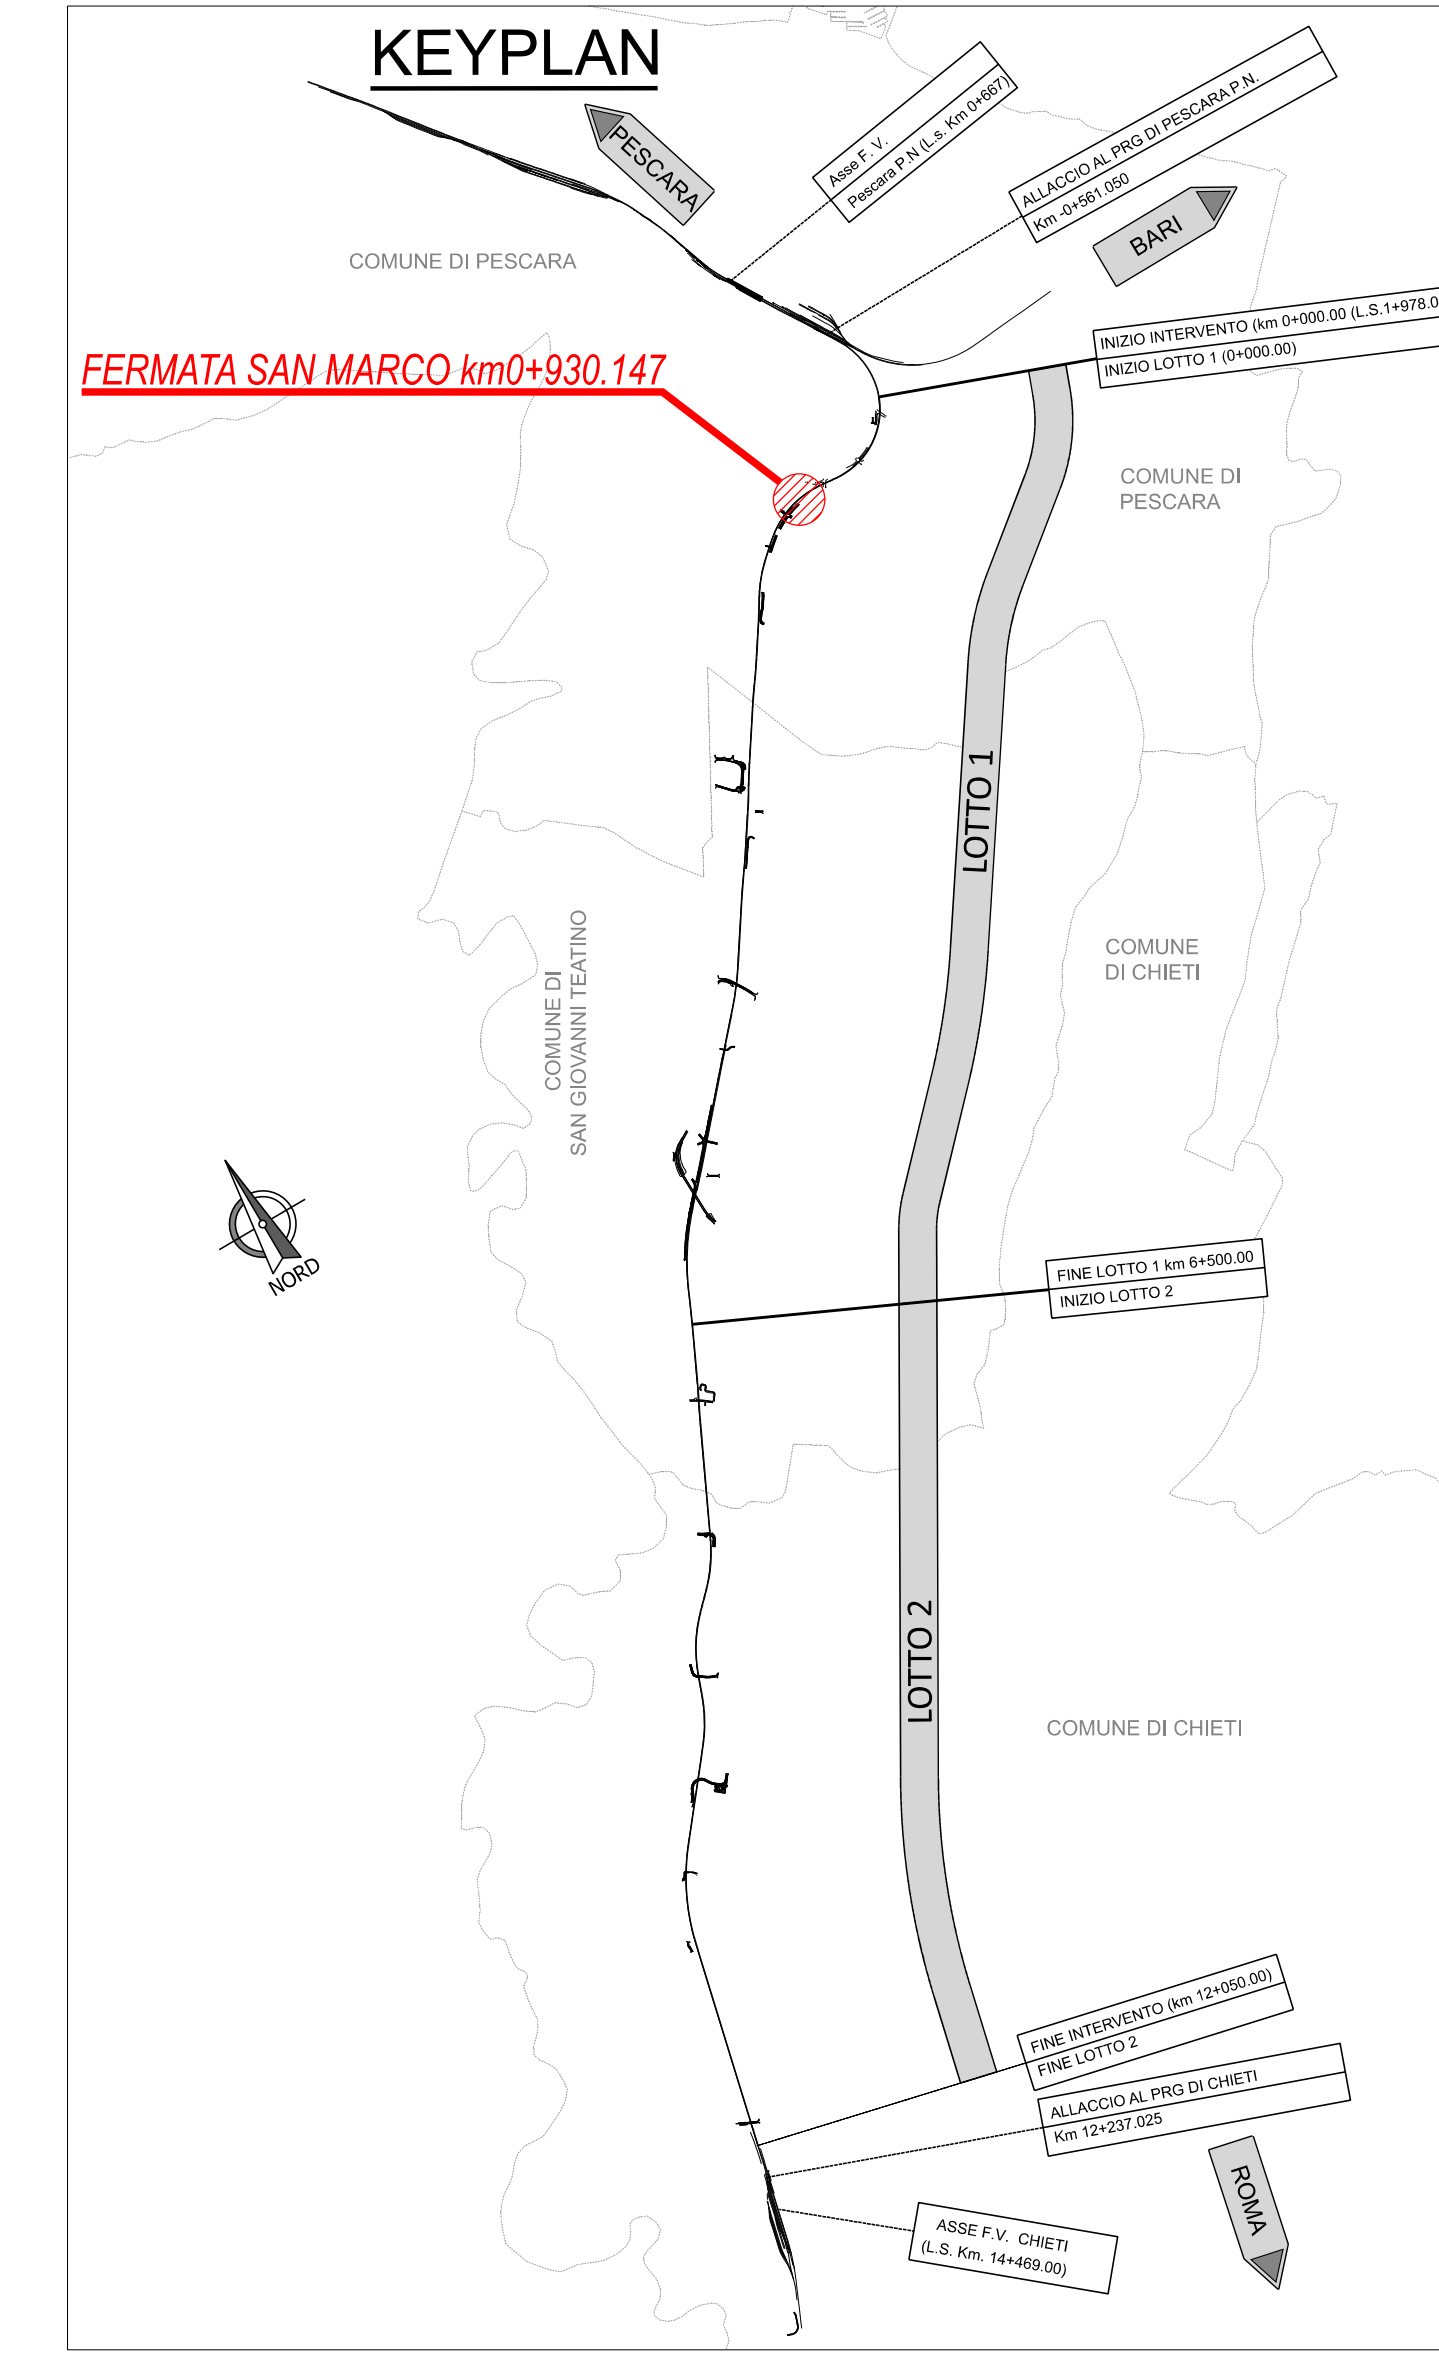 KEYPLAN
PESCARA
Asse F. V.
Pescara P.N (L.s. Km 0+667)
ALLACCIO AL PRG DI PESCARA P.N.
Km -0+561.050
BARI
COMUNE DI PESCARA
INIZIO INTERVENTO (km 0+000.00 (L.S.1+978.0
INIZIO LOTTO 1 (0+000.00)
FERMATA SAN MARCO km0+930.147
COMUNE DI
PESCARA
LOTTO 1
COMUNE
DI CHIETI
COMUNE DI
SAN GIOVANNI TEATINO
NORD
FINE LOTTO 1 km 6+500.00
INIZIO LOTTO 2
LOTTO 2
COMUNE DI CHIETI
FINE INTERVENTO (km 12+050.00)
FINE LOTTO 2
ALLACCIO AL PRG DI CHIETI
Km 12+237.025
ROMA
ASSE F.V. CHIETI
(L.S. Km. 14+469.00)